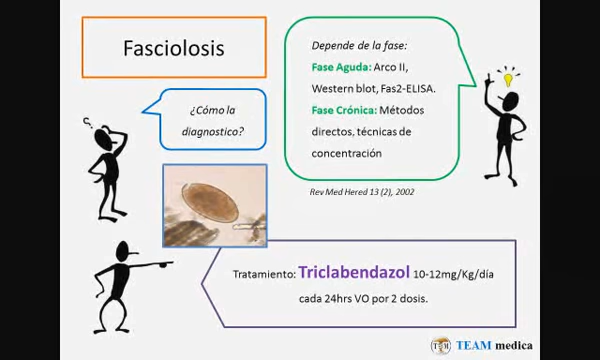 Fasciolosis
Depende de la fase:
Fase Aguda: Arco II,
Western blot, Fas2-ELISA.
Fase Crónica: Métodos
directos, técnicas de
concentración
¿Cómo la
diagnostico?
?
Rev Med Hered 13 (2), 2002
Tratamiento: Triclabendazol 10-12mg/Kg/día
cada 24hrs VO por 2 dosis.
TEAM medica